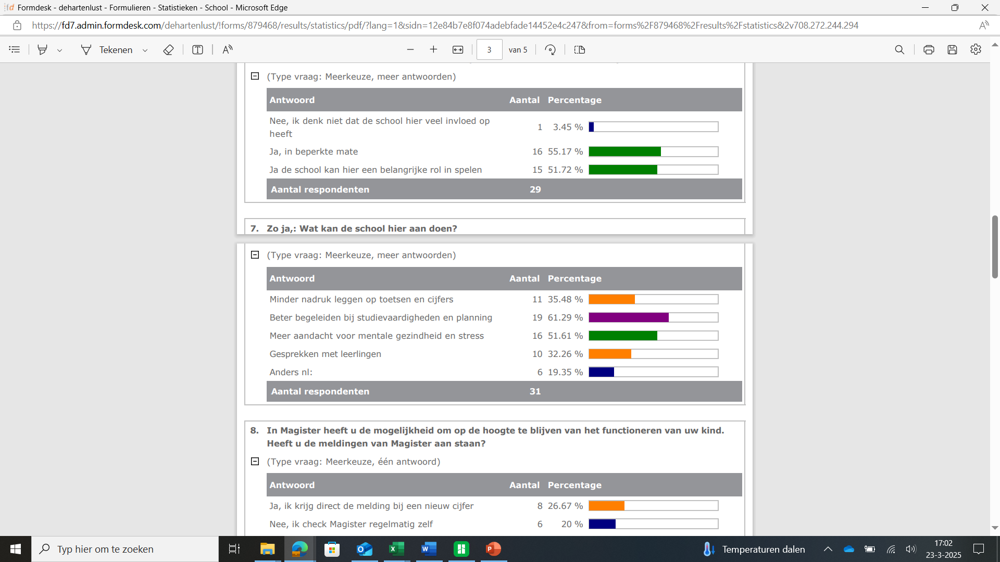 Formdesk - dehartenlust - Formulieren - Statistieken - School - Microsoft Edge
https://fd7.admin.formdesk.com/dehartenlust/!forms/879468/results/statistics/pdf/?lang=1&sidn=12e84b7e8f074adebfade14452e4c247&from=forms%2F879468%2Fresults%2Fstatistics&2v708.272.244.294
Tekenen 3 van 5
(Type vraag: Meerkeuze, meer antwoorden)
Antwoord Aantal Percentage
Nee, ik denk niet dat de school hier veel invloed op
heeft 1 3.45 %
Ja, in beperkte mate 16 55.17 %
Ja de school kan hier een belangrijke rol in spelen 15 51.72 %
Aantal respondenten 29
7. Zo ja,: Wat kan de school hier aan doen?
(Type vraag: Meerkeuze, meer antwoorden)
Antwoord Aantal Percentage
Minder nadruk leggen op toetsen en cijfers 11 35.48 %
Beter begeleiden bij studievaardigheden en planning 19 61.29 %
Meer aandacht voor mentale gezindheid en stress 16 51.61 %
Gesprekken met leerlingen 10 32.26 %
Anders nl: 6 19.35 %
Aantal respondenten 31
8. In Magister heeft u de mogelijkheid om op de hoogte te blijven van het functioneren van uw kind.
Heeft u de meldingen van Magister aan staan?
(Type vraag: Meerkeuze, één antwoord)
Antwoord Aantal Percentage
Ja, ik krijg direct de melding bij een nieuw cijfer 8 26.67 %
Nee, ik check Magister regelmatig zelf 6 20 %
Typ hier om te zoeken
Temperaturen dalen
17:02
23-3-2025